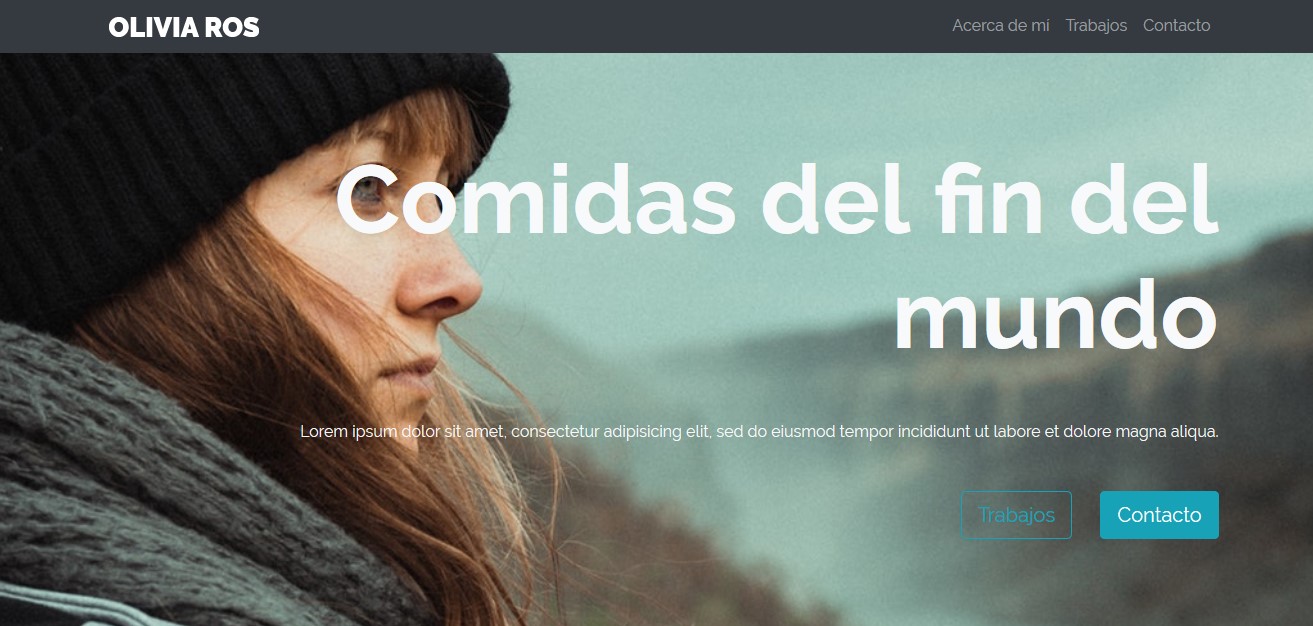 OLIVIA ROS
Acerca de mí Trabajos Contacto
Comidas del fin del
mundo
Lorem ipsum dolor sit amet, consectetur adipisicing elit, sed do eiusmod tempor incididunt ut labore et dolore magna aliqua.
Trabajos Contacto